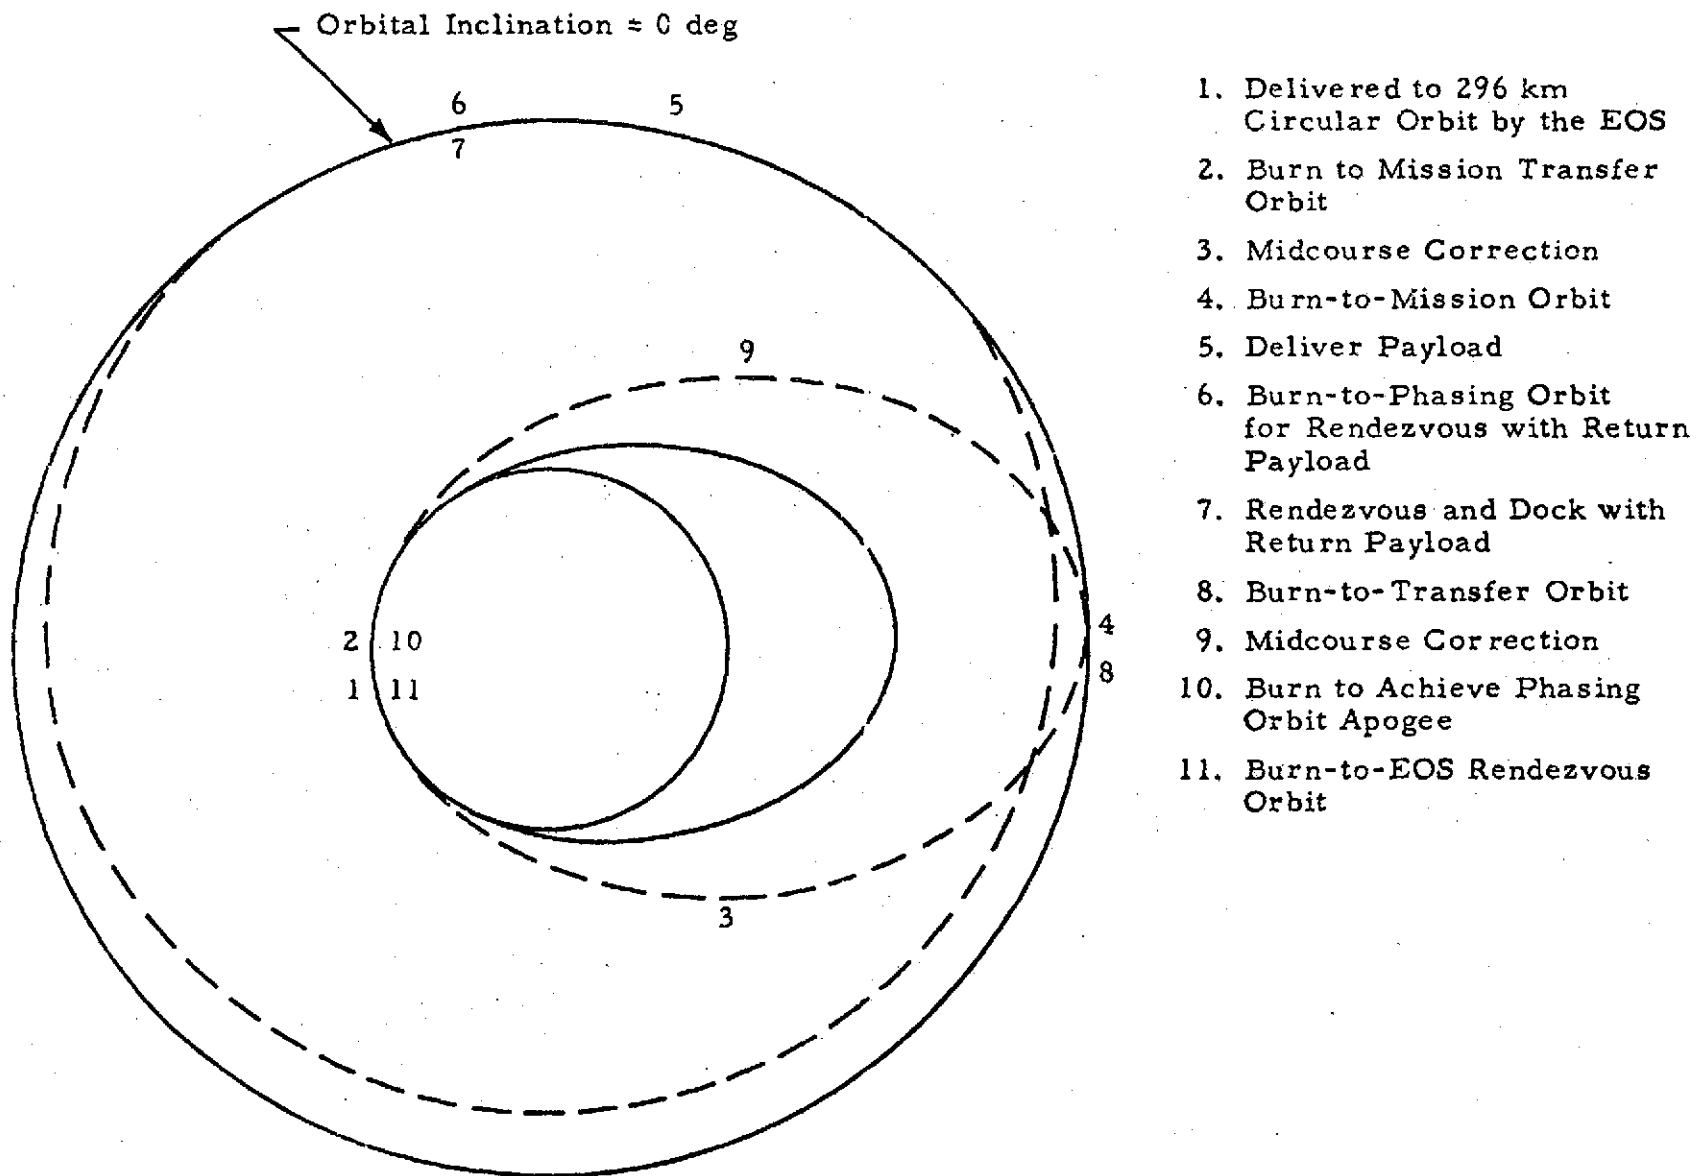 Orbital Inclination = 0 deg
6
5
7
9
2
10
1
11
4
8
3
1. Delivered to 296 km
Circular Orbit by the EOS
2. Burn to Mission Transfer
Orbit
3. Midcourse Correction
4. Burn-to-Mission Orbit
5. Deliver Payload
6. Burn-to-Phasing Orbit
for Rendezvous with Return
Payload
7. Rendezvous and Dock with
Return Payload
8. Burn-to-Transfer Orbit
9. Midcourse Correction
10. Burn to Achieve Phasing
Orbit Apogee
11. Burn-to-EOS Rendezvous
Orbit